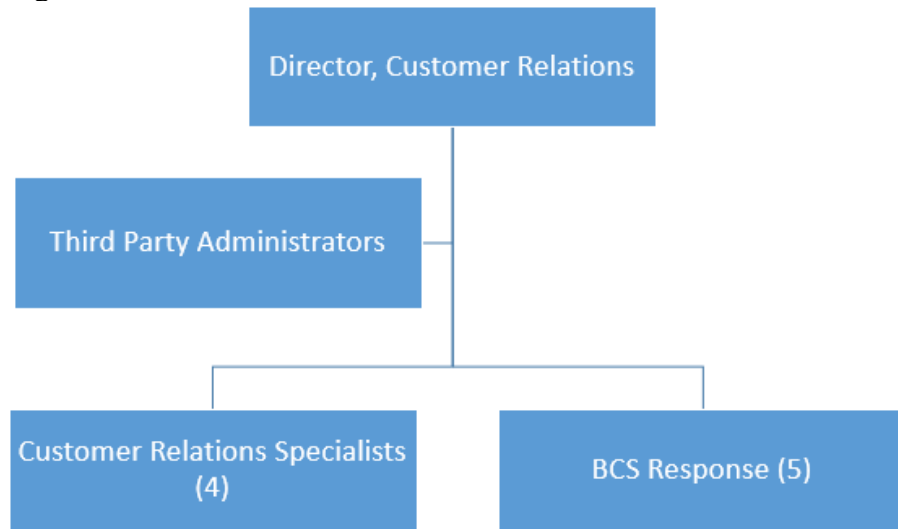 Director, Customer Relations
Third Party Administrators
Customer Relations Specialists
(4)
BCS Response (5)